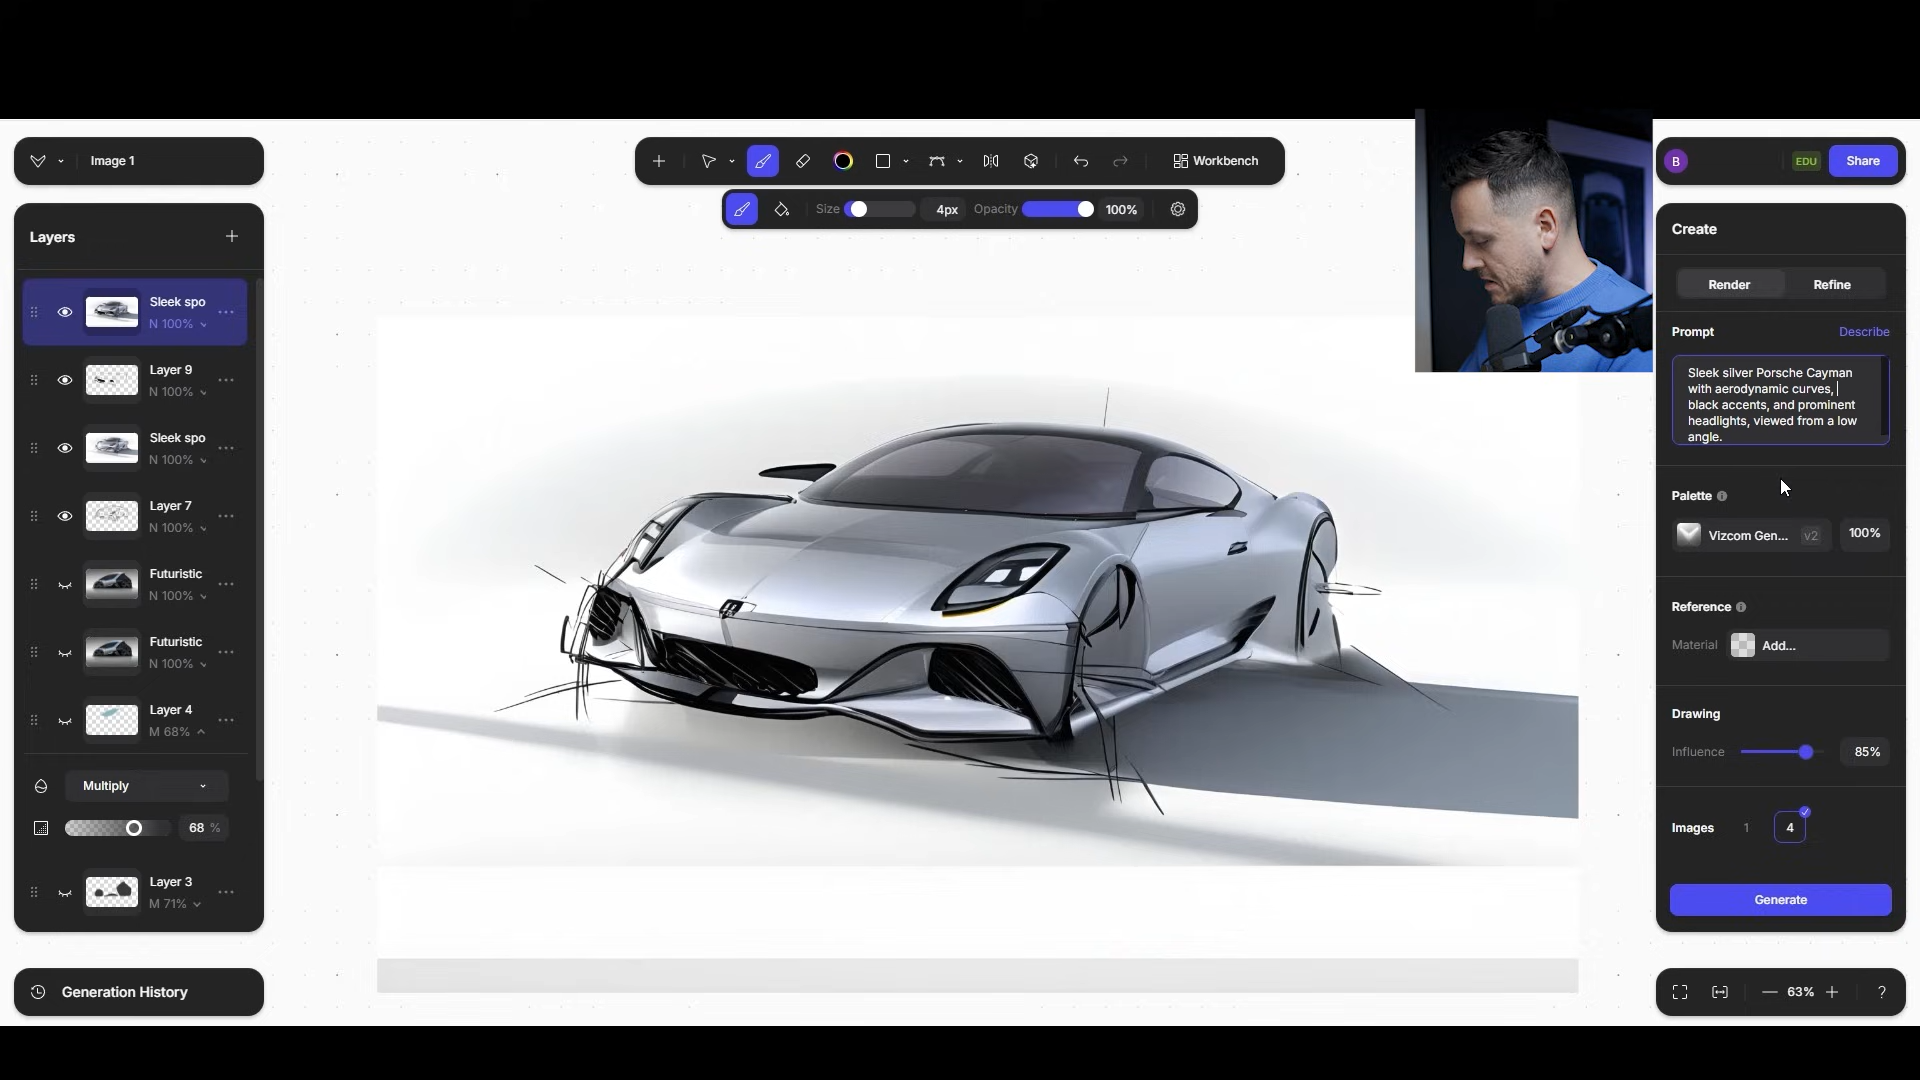 Image 1
Workbench
EDU
Share
B
Size
4px
Opacity
100%
Layers
Create
Render
Refine
Sleek spo
N 100%
Layer 9
N 100%
Sleek spo
N 100%
Layer 7
N 100%
Futuristic
N 100%
Futuristic
N 100%
Layer 4
M 68%
Multiply
68 %
Layer 3
M 71%
Generation History
Prompt
Describe
Sleek silver Porsche Cayman
with aerodynamic curves,
black accents, and prominent
headlights, viewed from a low
angle.
Palette
Vizcom Gen...
v2
100%
Reference
Material
Add...
Drawing
Influence
85%
Images
1
4
Generate
63%
?